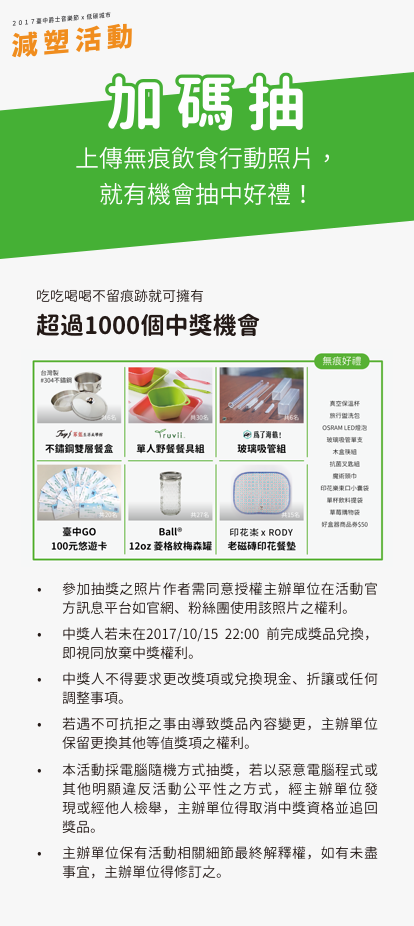 2017臺中爵士音樂節 x 低碳城市
減塑活動
加碼抽
上傳無痕飲食行動照片，
就有機會抽中好禮！
吃吃喝喝不留痕跡就可擁有
超過1000個中獎機會
無痕好禮
台灣製
#304不鏽鋼
共30名
共6名
Truvii.
為了海龜!
不鏽鋼雙層餐盒
單人野餐餐具組
玻璃吸管組
共27名
共15名
臺中GO
100元悠遊卡
Ball®
12oz 菱格紋梅森罐
印花樂 x RODY
老磁磚印花餐墊
真空保溫杯
旅行盥洗包
OSRAM LED燈泡
玻璃吸管單支
木盒筷組
抗菌叉匙組
魔術頭巾
印花樂束口小囊袋
單杯飲料提袋
草莓購物袋
好盒器商品券$50
• 參加抽獎之照片作者需同意授權主辦單位在活動官
方訊息平台如官網、粉絲團使用該照片之權利。
• 中獎人若未在2017/10/15 22:00 前完成獎品兌換，
即視同放棄中獎權利。
• 中獎人不得要求更改獎項或兌換現金、折讓或任何
調整事項。
• 若遇不可抗拒之事由導致獎品內容變更，主辦單位
保留更換其他等值獎項之權利。
• 本活動採電腦隨機方式抽獎，若以惡意電腦程式或
其他明顯違反活動公平性之方式，經主辦單位發
現或經他人檢舉，主辦單位得取消中獎資格並追回
獎品。
• 主辦單位保有活動相關細節最終解釋權，如有未盡
事宜，主辦單位得修訂之。